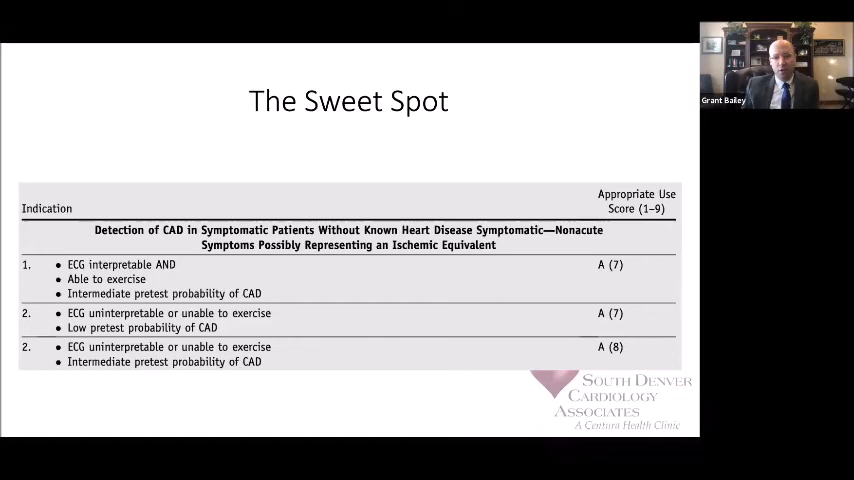 The Sweet Spot
Grant Bailey
Appropriate Use
Indication Score (1–9)
Detection of CAD in Symptomatic Patients Without Known Heart Disease Symptomatic—Nonacute
Symptoms Possibly Representing an Ischemic Equivalent
1. • ECG interpretable AND A (7)
• Able to exercise
• Intermediate pretest probability of CAD
2. • ECG uninterpretable or unable to exercise A (7)
• Low pretest probability of CAD
2. • ECG uninterpretable or unable to exercise A (8)
• Intermediate pretest probability of CAD
South Denver
Cardiology
Associates
A Centura Health Clinic